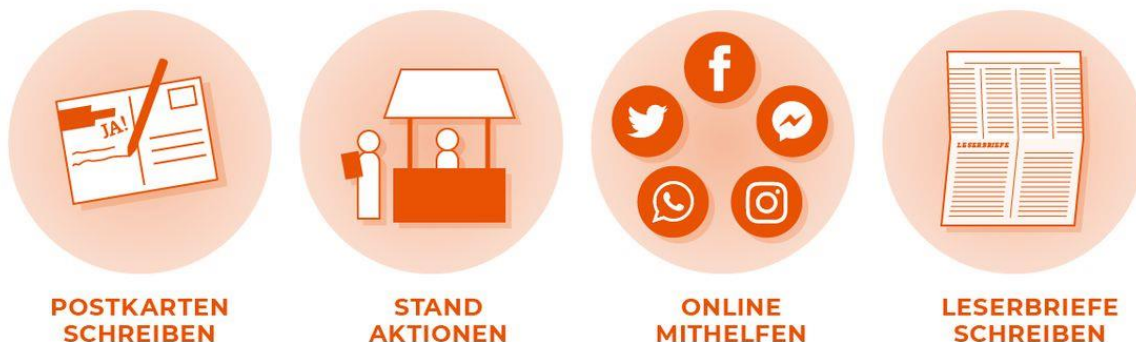 JA!
LESERBRIEFE
POSTKARTEN
SCHREIBEN
STAND
AKTIONEN
ONLINE
MITHELFEN
LESERBRIEFE
SCHREIBEN